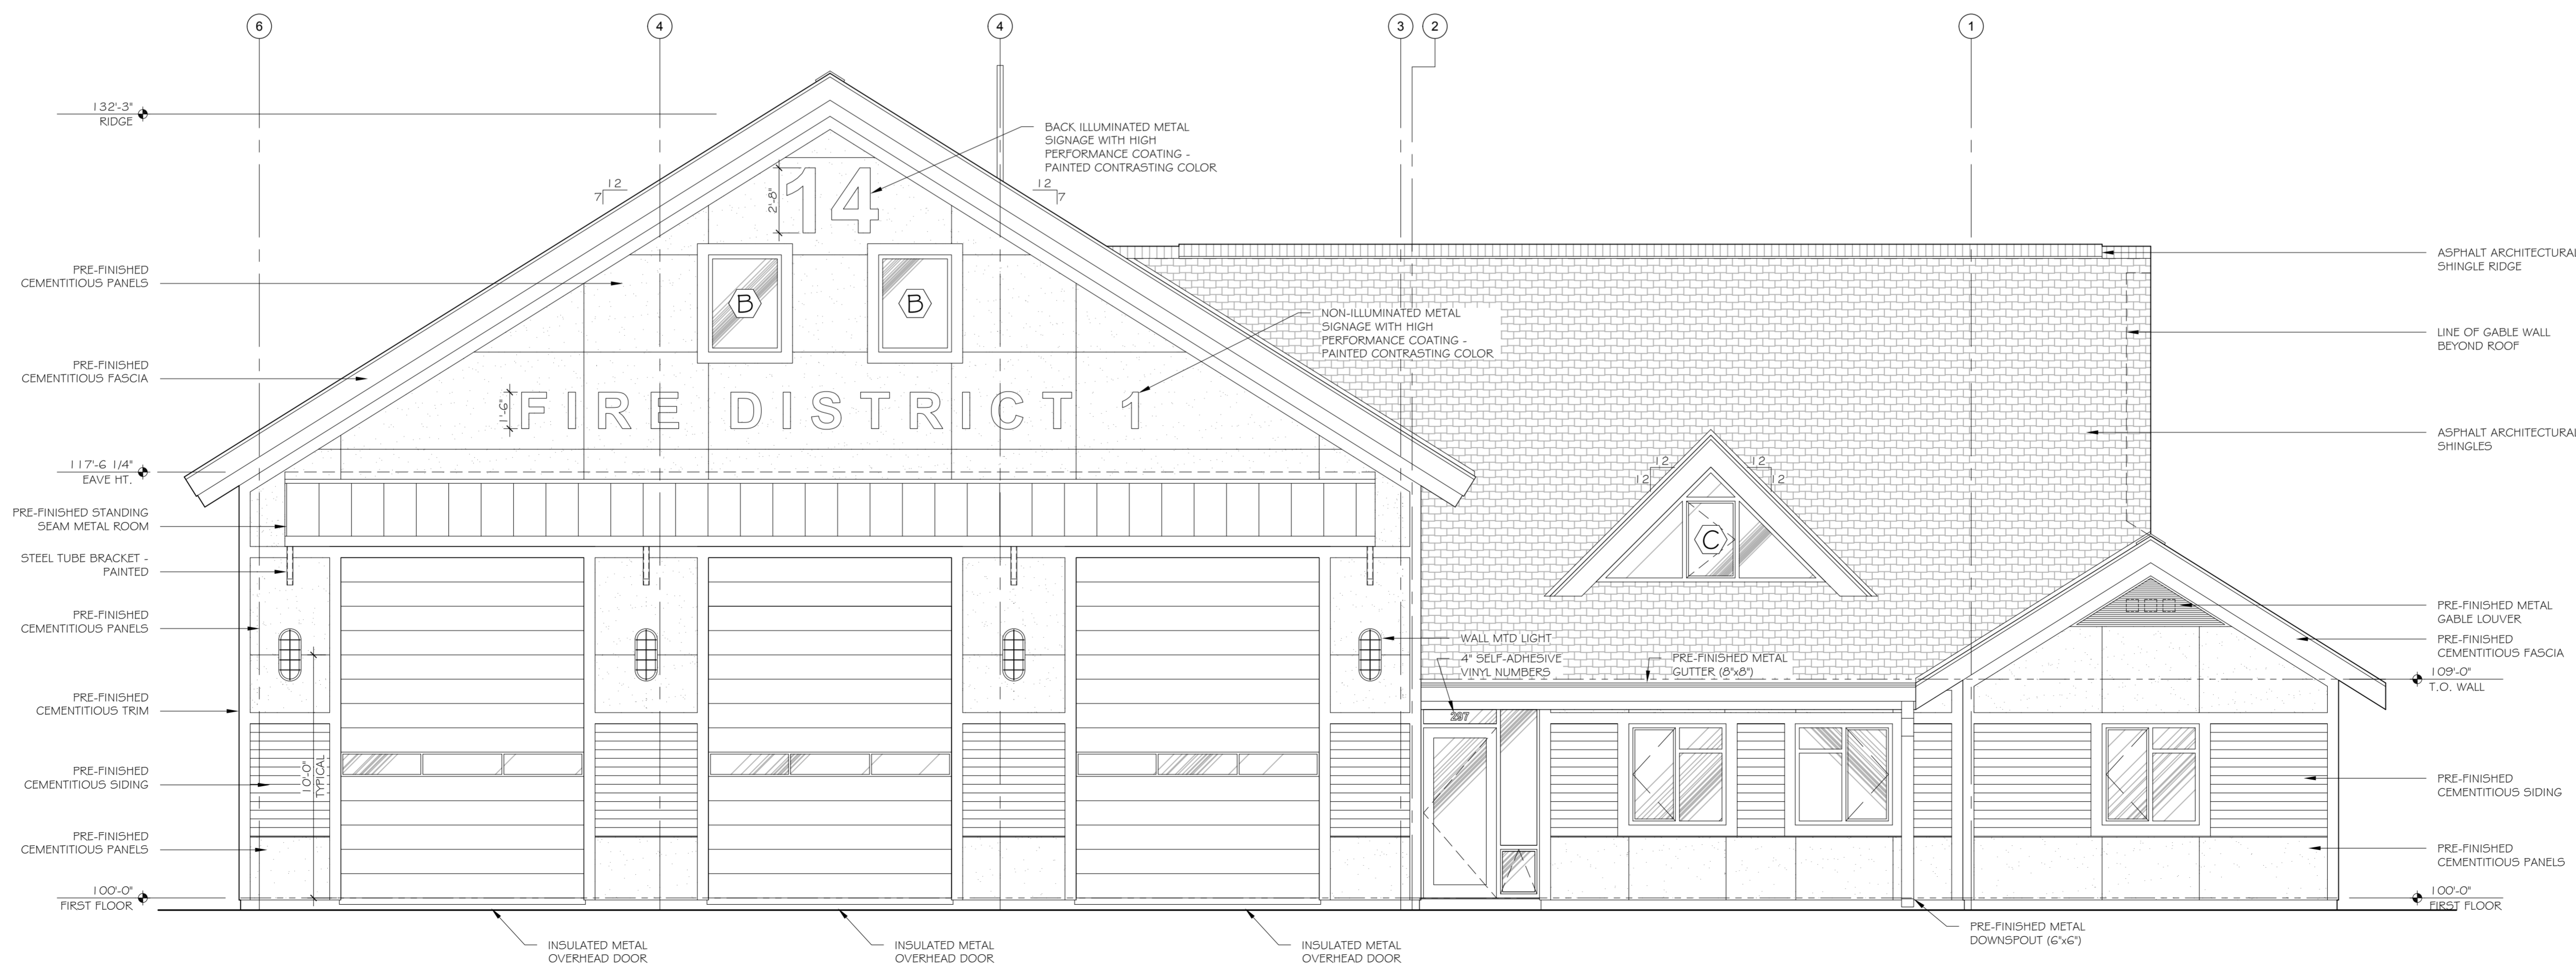 6
4
4
3
2
1
132'-3"
RIDGE
BACK ILLUMINATED METAL
SIGNAGE WITH HIGH
PERFORMANCE COATING -
PAINTED CONTRASTING COLOR
12
7
12
7
2'-8"
14
PRE-FINISHED
CEMENTITIOUS PANELS
B
B
ASPHALT ARCHITECTURAL
SHINGLE RIDGE
NON-ILLUMINATED METAL
SIGNAGE WITH HIGH
PERFORMANCE COATING -
PAINTED CONTRASTING COLOR
LINE OF GABLE WALL
BEYOND ROOF
PRE-FINISHED
CEMENTITIOUS FASCIA
1'-6"
FIRE DISTRICT 1
ASPHALT ARCHITECTURAL
SHINGLES
117'-6 1/4"
EAVE HT.
12
12
12
12
PRE-FINISHED STANDING
SEAM METAL ROOM
C
STEEL TUBE BRACKET -
PAINTED
PRE-FINISHED
CEMENTITIOUS PANELS
PRE-FINISHED METAL
GABLE LOUVER
WALL MTD LIGHT
4" SELF-ADHESIVE
VINYL NUMBERS
PRE-FINISHED METAL
GUTTER (8"x8")
PRE-FINISHED
CEMENTITIOUS FASCIA
109'-0"
T.O. WALL
PRE-FINISHED
CEMENTITIOUS TRIM
297
10'-0"
TYPICAL
PRE-FINISHED
CEMENTITIOUS SIDING
PRE-FINISHED
CEMENTITIOUS SIDING
PRE-FINISHED
CEMENTITIOUS PANELS
PRE-FINISHED
CEMENTITIOUS PANELS
100'-0"
FIRST FLOOR
100'-0"
FIRST FLOOR
INSULATED METAL
OVERHEAD DOOR
INSULATED METAL
OVERHEAD DOOR
INSULATED METAL
OVERHEAD DOOR
PRE-FINISHED METAL
DOWNSPOUT (6"x6")